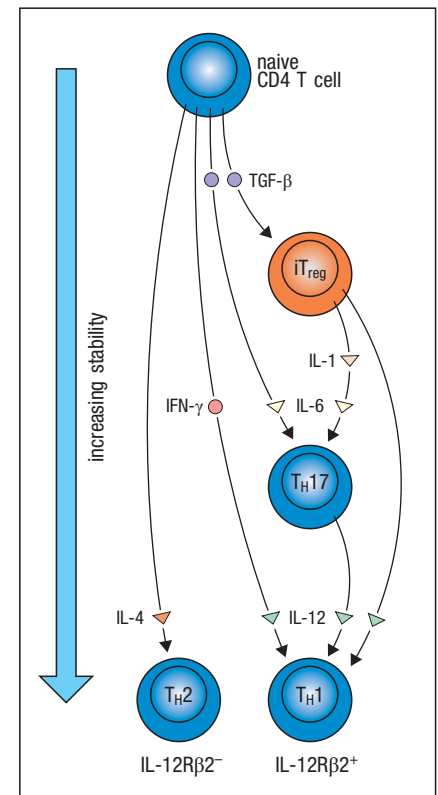 naive
CD4 T cell
TGF-β
iTreg
IL-1
IFN-γ
IL-6
increasing stability
TH17
IL-4
IL-12
TH2
TH1
IL-12Rβ2–
IL-12Rβ2+